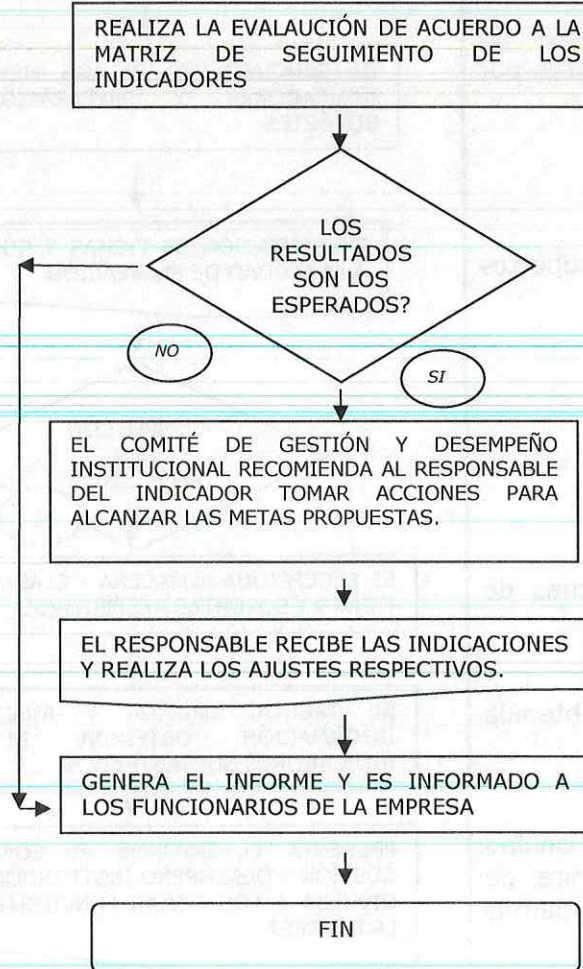 REALIZA LA EVALAUCIÓN DE ACUERDO A LA
MATRIZ DE SEGUIMIENTO DE LOS
INDICADORES
LOS
RESULTADOS
SON LOS
ESPERADOS?
NO
SI
EL COMITÉ DE GESTIÓN Y DESEMPEÑO
INSTITUCIONAL RECOMIENDA AL RESPONSABLE
DEL INDICADOR TOMAR ACCIONES PARA
ALCANZAR LAS METAS PROPUESTAS.
EL RESPONSABLE RECIBE LAS INDICACIONES
Y REALIZA LOS AJUSTES RESPECTIVOS.
GENERA EL INFORME Y ES INFORMADO A
LOS FUNCIONARIOS DE LA EMPRESA
FIN